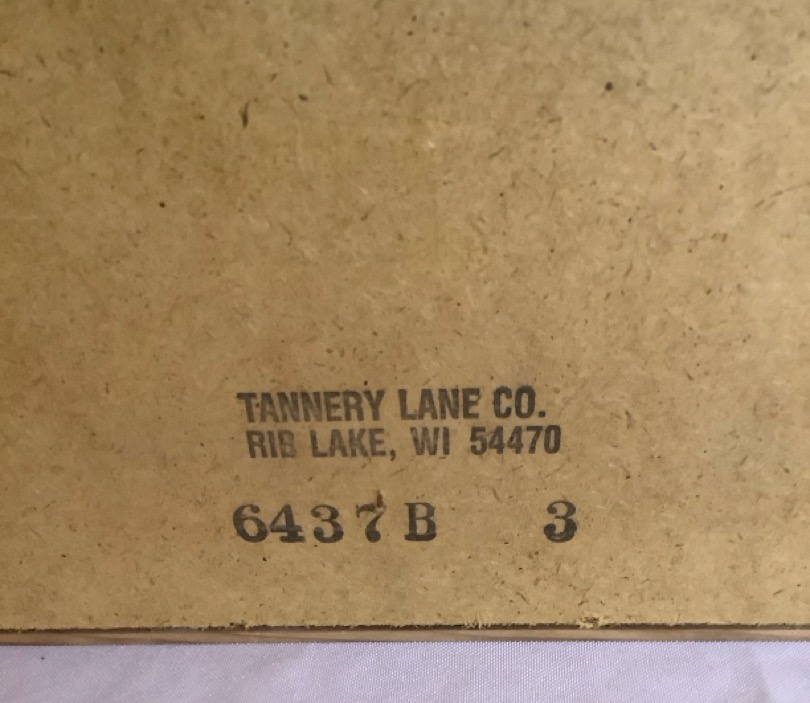 TANNERY LANE CO.
RIB LAKE, WI 54470
6437B 3